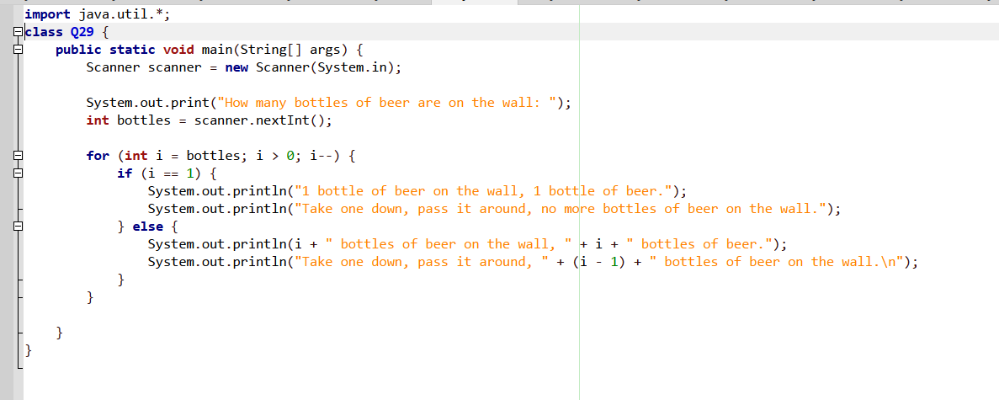 import java.util.*;
class Q29 {
    public static void main(String[] args) {
        Scanner scanner = new Scanner(System.in);

        System.out.print("How many bottles of beer are on the wall: ");
        int bottles = scanner.nextInt();

        for (int i = bottles; i > 0; i--) {
            if (i == 1) {
                System.out.println("1 bottle of beer on the wall, 1 bottle of beer.");
                System.out.println("Take one down, pass it around, no more bottles of beer on the wall.");
            } else {
                System.out.println(i + " bottles of beer on the wall, " + i + " bottles of beer.");
                System.out.println("Take one down, pass it around, " + (i - 1) + " bottles of beer on the wall.\n");
            }
        }

    }
}